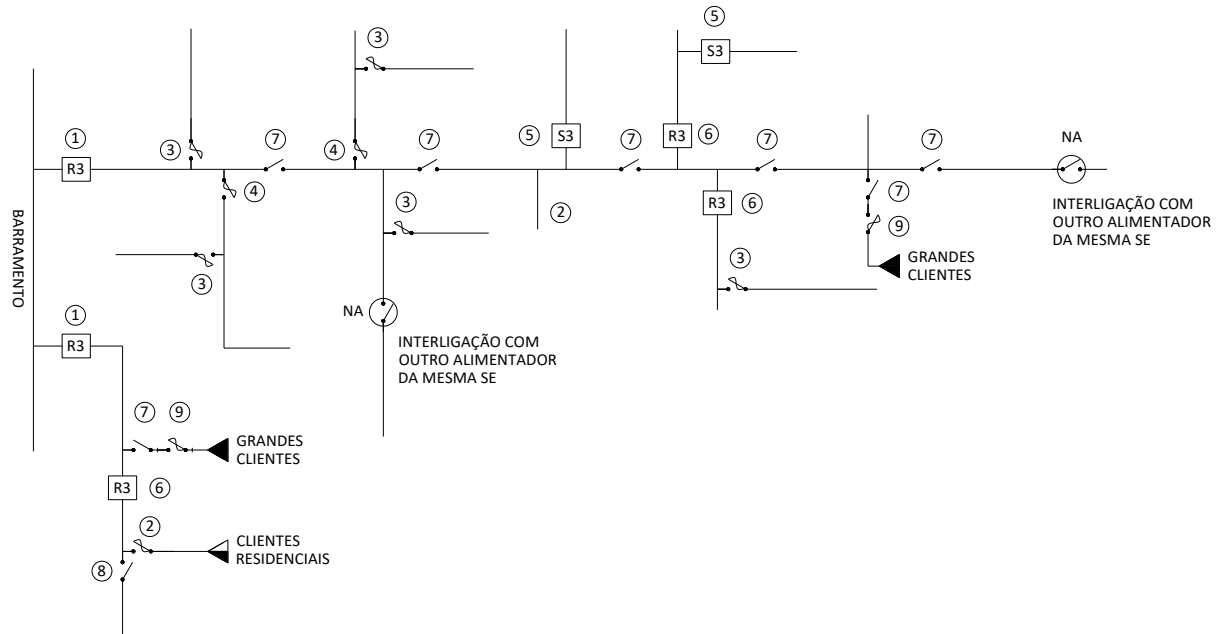 5
S3
3
1
R3
3
4
7
4
7
5
S3
7
R3
6
7
7
NA
INTERLIGAÇÃO COM
OUTRO ALIMENTADOR
DA MESMA SE
BARRAMENTO
3
3
2
R3
6
3
7
9
GRANDES
CLIENTES
1
R3
NA
INTERLIGAÇÃO COM
OUTRO ALIMENTADOR
DA MESMA SE
7
9
GRANDES
CLIENTES
R3
6
2
8
CLIENTES
RESIDENCIAIS